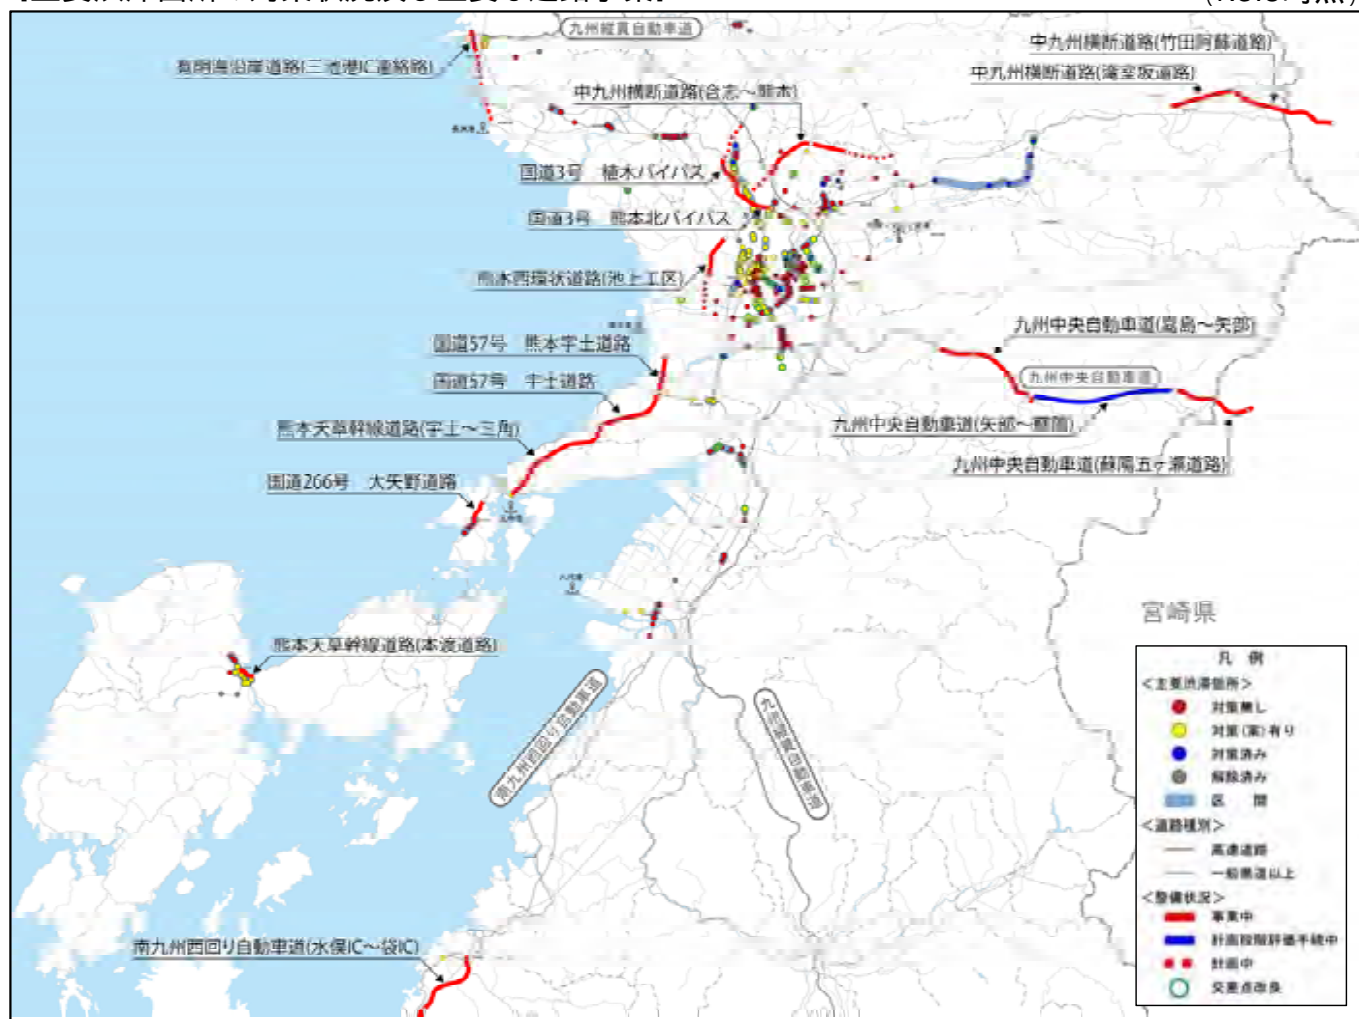 九州縦貫自動車道
中九州横断道路(竹田阿蘇道路)
有明海沿岸道路(三池港IC連絡路)
中九州横断道路(滝室坂道路)
中九州横断道路(合志~熊本)
国道3号 植木バイパス
国道3号 熊本北バイパス
熊本西環状道路(池上工区)
国道57号 熊本宇土道路
九州中央自動車道(嘉島~矢部)
国道57号 宇土道路
九州中央自動車道
熊本天草幹線道路(宇土~三角)
九州中央自動車道(矢部~蘇陽)
九州中央自動車道(蘇陽五ヶ瀬道路)
国道266号 大矢野道路
宮崎県
熊本天草幹線道路(本渡道路)
南九州西回り自動車道
九州縦貫自動車道
南九州西回り自動車道(水俣IC~袋IC)
凡 例
<主要渋滞箇所>
対策無し
対策(案)有り
対策済み
解除済み
区 間
<道路種別>
高速道路
一般県道以上
<整備状況>
事業中
計画段階評価手続中
計画中
交差点改良